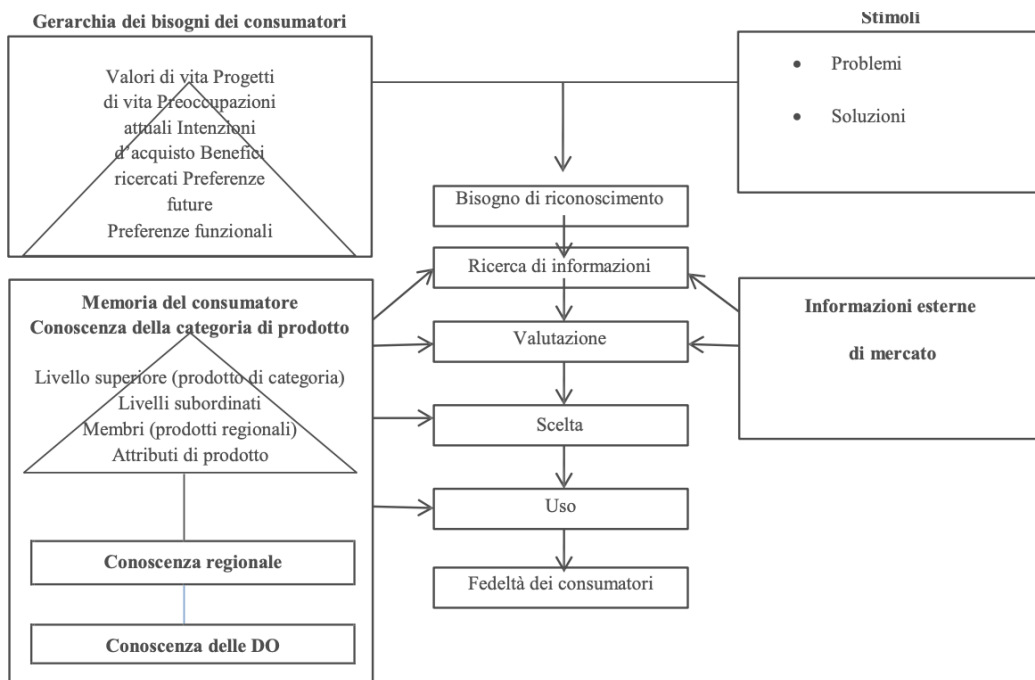 Gerarchia dei bisogni dei consumatori
Valori di vita Progetti
di vita Preoccupazioni
attuali Intenzioni
d'acquisto Benefici
ricercati Preferenze
future
Preferenze funzionali
Stimoli
• Problemi
• Soluzioni
Bisogno di riconoscimento
Ricerca di informazioni
Valutazione
Scelta
Uso
Fedeltà dei consumatori
Memoria del consumatore
Conoscenza della categoria di prodotto
Livello superiore (prodotto di categoria)
Livelli subordinati
Membri (prodotti regionali)
Attributi di prodotto
Conoscenza regionale
Conoscenza delle DO
Informazioni esterne
di mercato